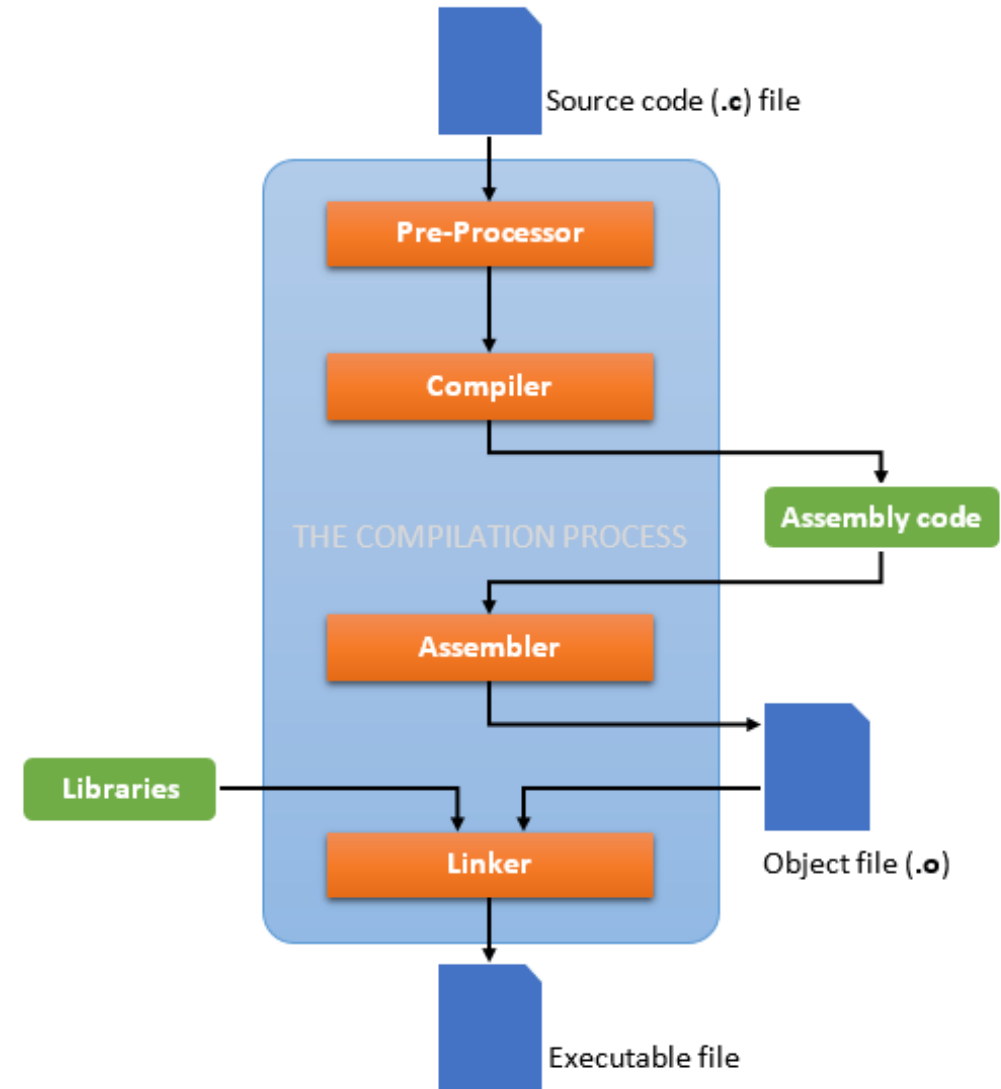 Source code (.c) file
Pre-Processor
Compiler
Assembly code
THE COMPILATION PROCESS
Assembler
Libraries
Object file (.o)
Linker
Executable file